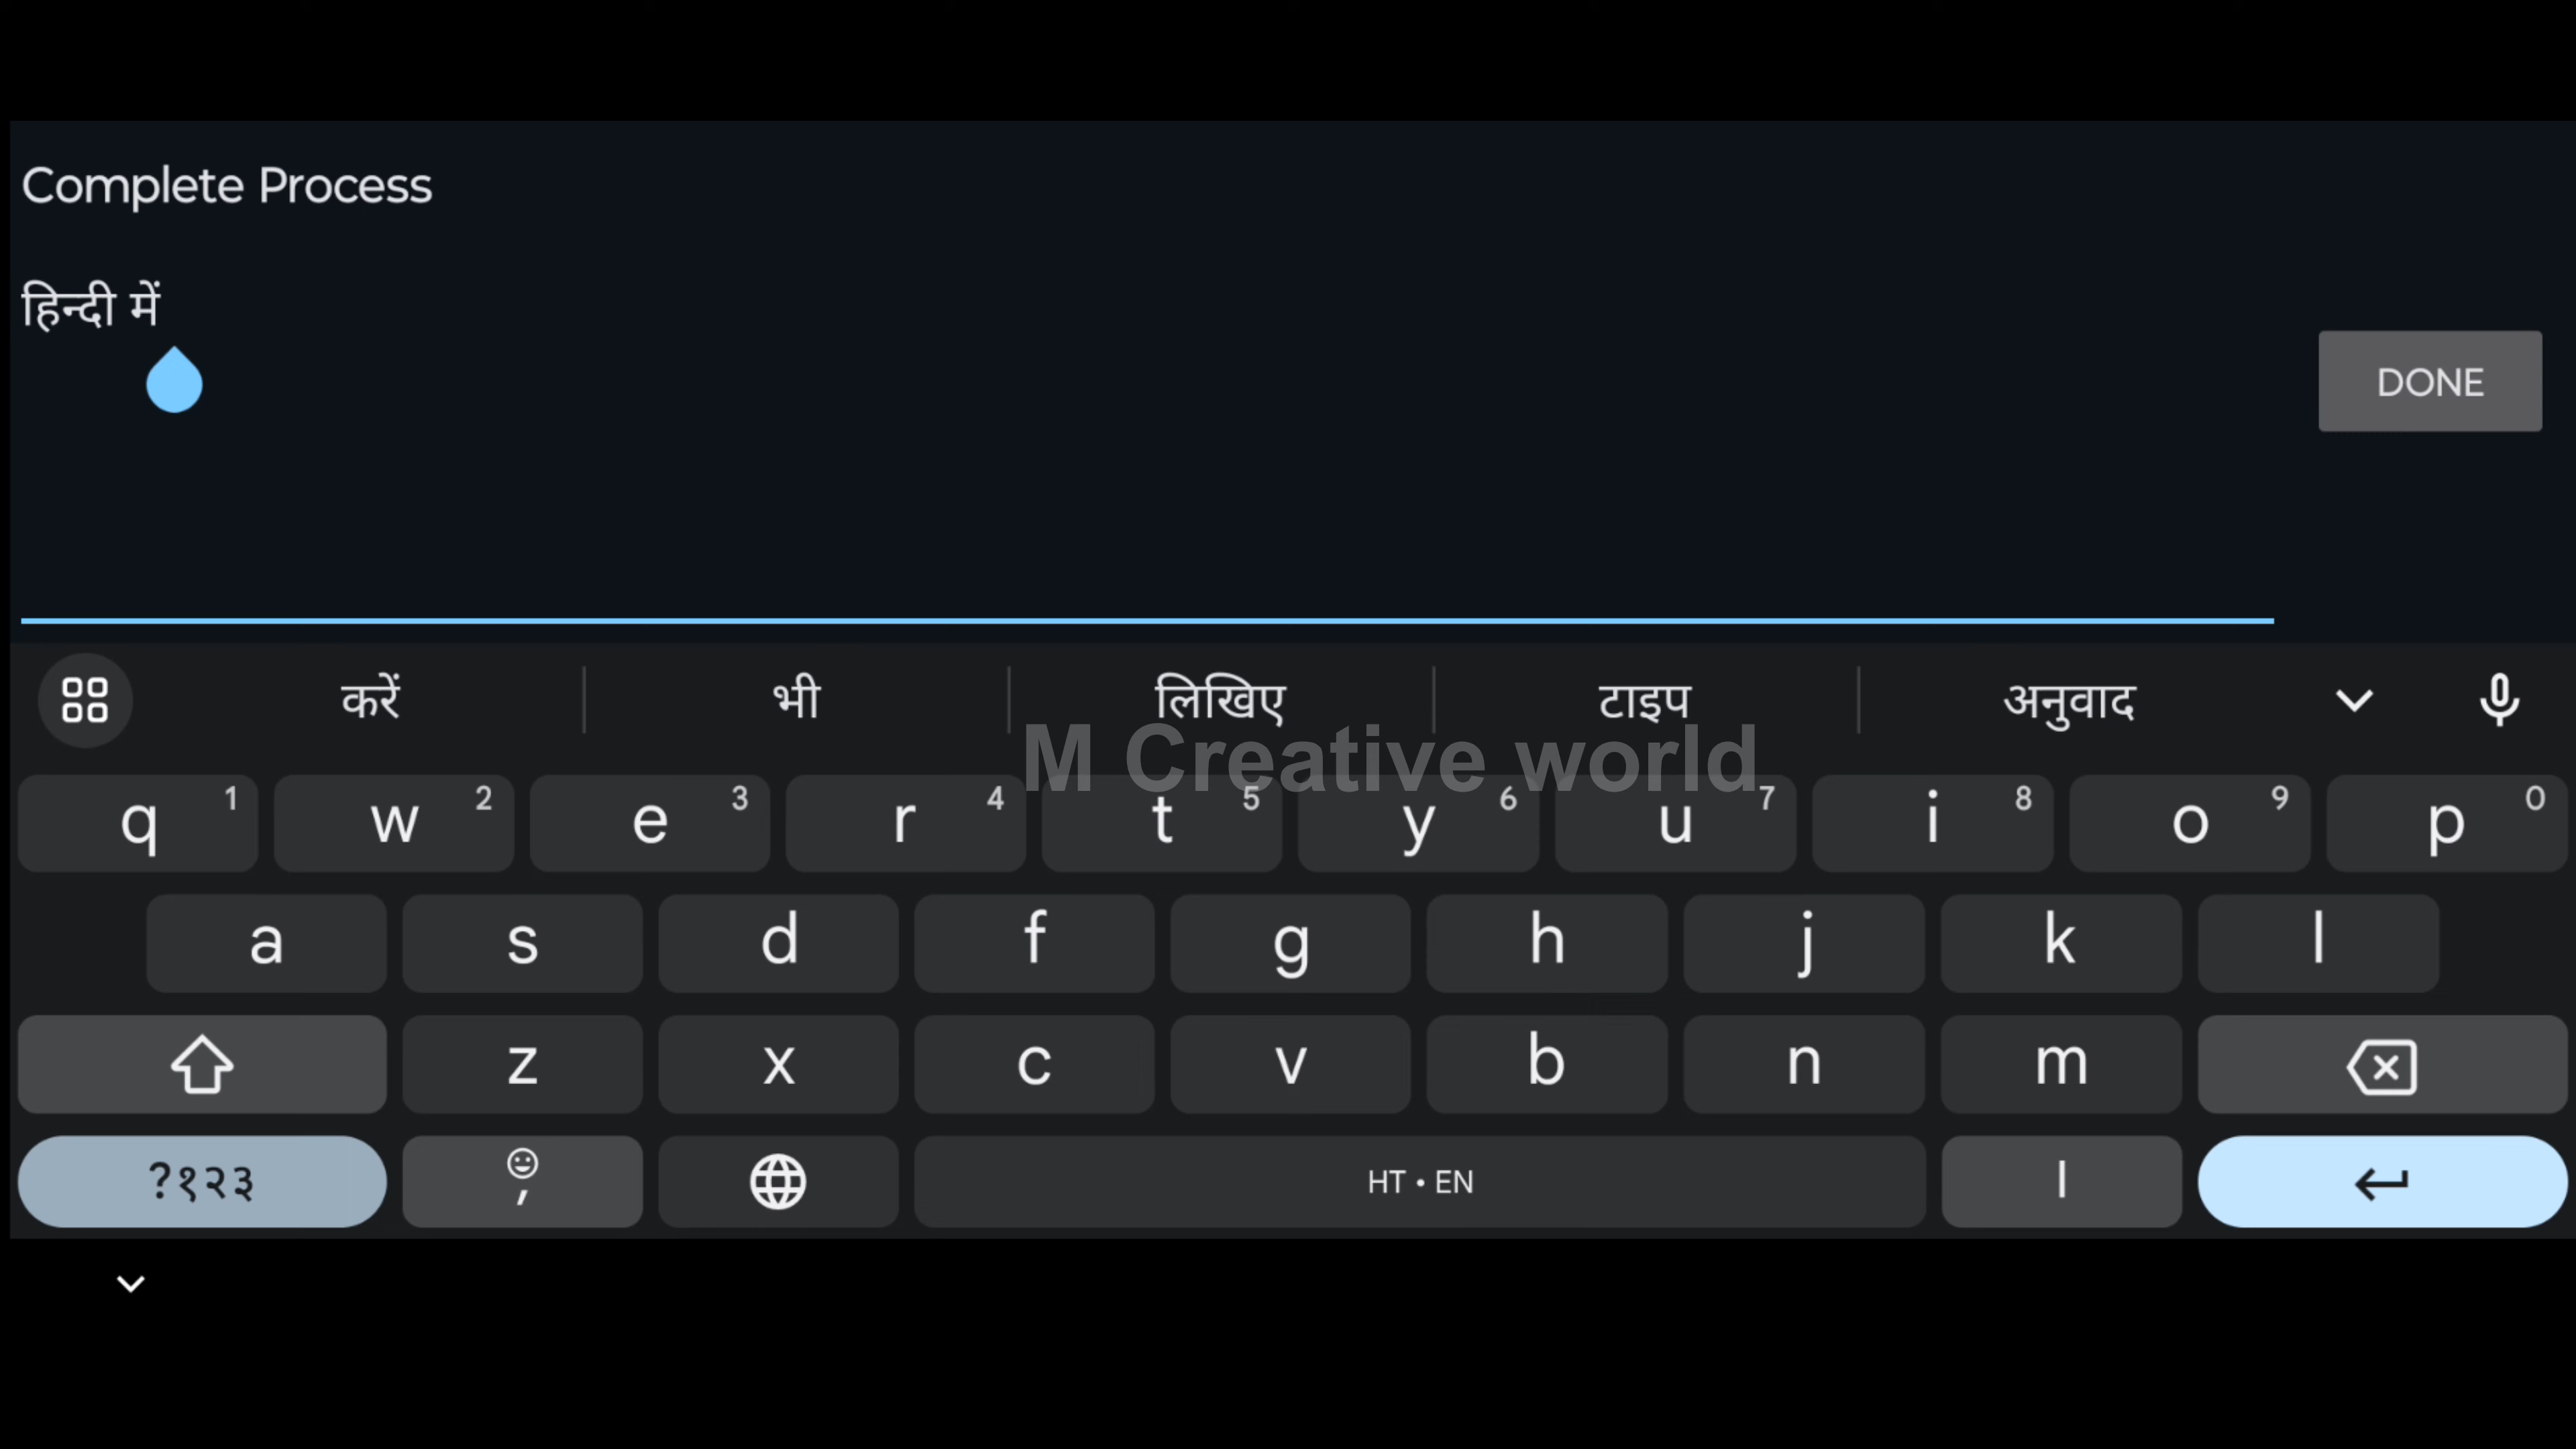 Complete Process
हिन्दी में
DONE
करें भी लिखिए टाइप अनुवाद
M Creative world
q 1 w 2 e 3 r 4 t 5 y 6 u 7 i 8 o 9 p 0
a s d f g h j k l
z x c v b n m
?१२३ , HT • EN ।